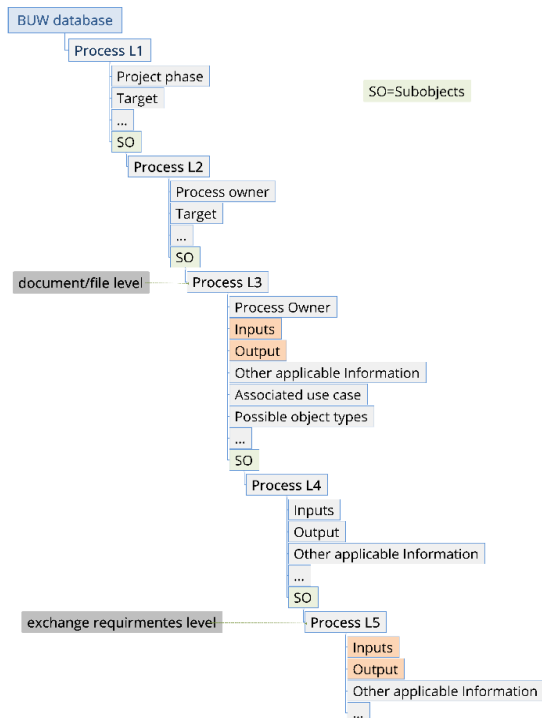 BUW database
Process L1
Project phase
SO=Subobjects
Target
...
SO
Process L2
Process owner
Target
...
SO
document/file level
Process L3
Process Owner
Inputs
Output
Other applicable Information
Associated use case
Possible object types
...
SO
Process L4
Inputs
Output
Other applicable Information
...
SO
exchange requirmentes level
Process L5
Inputs
Output
Other applicable Information
...